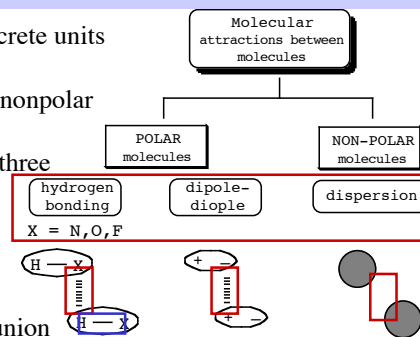 crete units
Molecular
attractions between
molecules
nonpolar
POLAR
molecules
NON-POLAR
molecules
three
hydrogen
bonding
dipole-
diople
dispersion
X = N,O,F
H — X
+ −
union
H — X
+ −